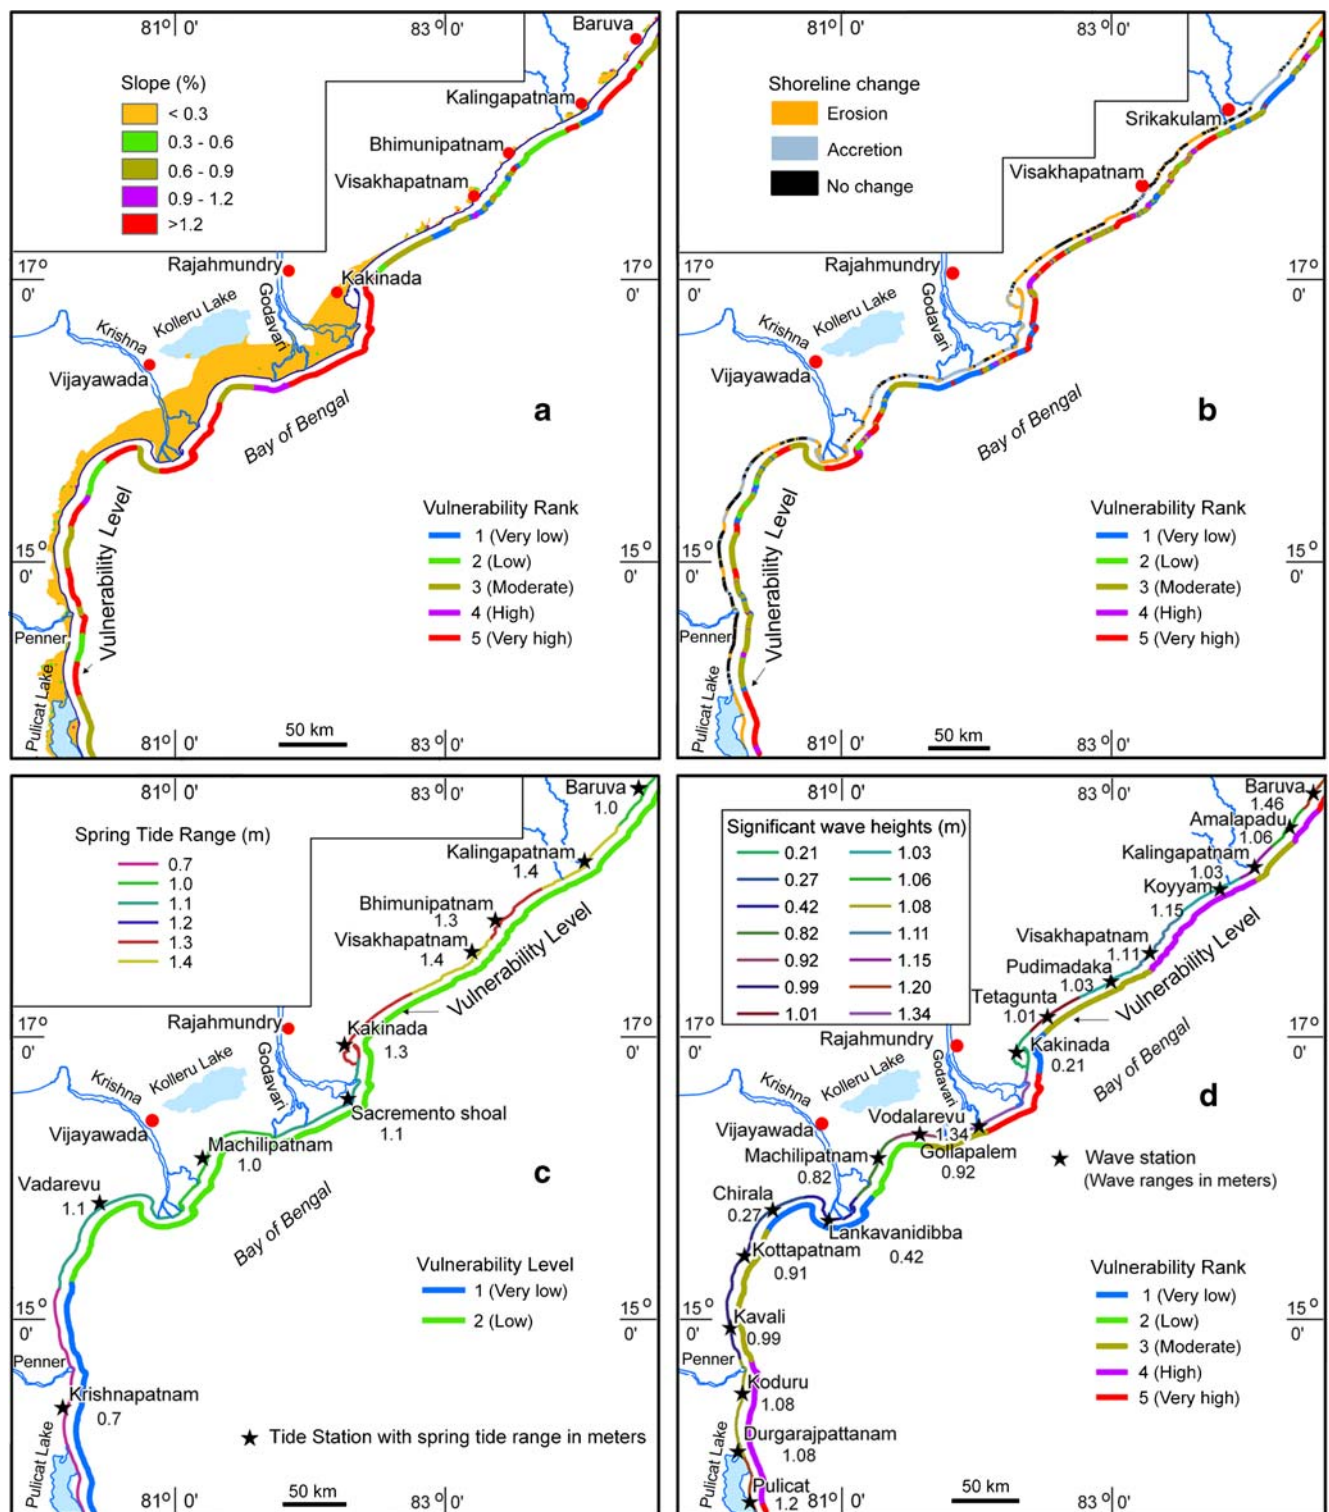 81° 0'
83° 0'
Baruva
Slope (%)
< 0.3
0.3 - 0.6
0.6 - 0.9
0.9 - 1.2
>1.2
Kalingapatnam
Bhimunipatnam
Visakhapatnam
17°
0'
Rajahmundry
Kakinada
Kolleru Lake
Godavari
Krishna
Vijayawada
Bay of Bengal
a
Vulnerability Level
Vulnerability Rank
1 (Very low)
2 (Low)
3 (Moderate)
4 (High)
5 (Very high)
15°
0'
Penner
Pulicat Lake
81° 0'
50 km
83° 0'
81° 0'
83° 0'
Shoreline change
Erosion
Accretion
No change
Srikakulam
Visakhapatnam
17°
0'
17°
0'
Rajahmundry
Kolleru Lake
Godavari
Krishna
Vijayawada
Bay of Bengal
b
Vulnerability Level
Vulnerability Rank
1 (Very low)
2 (Low)
3 (Moderate)
4 (High)
5 (Very high)
15°
0'
15°
0'
Penner
Pulicat Lake
81° 0'
50 km
83° 0'
81° 0'
83° 0'
Baruva
1.0
Spring Tide Range (m)
0.7
1.0
1.1
1.2
1.3
1.4
Kalingapatnam
1.4
Bhimunipatnam
1.3
Visakhapatnam
1.4
Vulnerability Level
17°
0'
Rajahmundry
Kakinada
1.3
Kolleru Lake
Godavari
Krishna
Sacremento shoal
1.1
Vijayawada
Machilipatnam
1.0
Vadarevu
1.1
Bay of Bengal
c
Vulnerability Level
1 (Very low)
2 (Low)
15°
0'
Penner
Krishnapatnam
0.7
Pulicat Lake
Tide Station with spring tide range in meters
81° 0'
50 km
83° 0'
81° 0'
83° 0'
Significant wave heights (m)
0.21
0.27
0.42
0.82
0.92
0.99
1.01
1.03
1.06
1.08
1.11
1.15
1.20
1.34
Baruva
1.46
Amalapadu
1.06
Kalingapatnam
1.03
Koyyam
1.15
Visakhapatnam
1.11
Pudimadaka
1.03
Tetagunta
1.01
Vulnerability Level
17°
0'
17°
0'
Rajahmundry
Kakinada
0.21
Bay of Bengal
Kolleru Lake
Godavari
Krishna
d
Vodalarevu
1.34
Vijayawada
Gollapalem
0.92
Machilipatnam
0.82
Wave station
(Wave ranges in meters)
Chirala
0.27
Lankavanidibba
0.42
Kottapatnam
0.91
Vulnerability Rank
1 (Very low)
2 (Low)
3 (Moderate)
4 (High)
5 (Very high)
15°
0'
15°
0'
Kavali
0.99
Penner
Koduru
1.08
Durgarajpattanam
1.08
Pulicat Lake
Pulicat
1.2
81° 0'
50 km
83° 0'